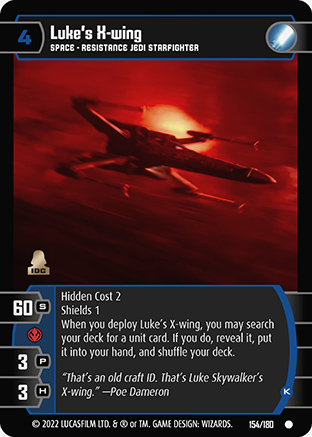 4
Luke's X-wing
SPACE - RESISTANCE JEDI STARFIGHTER
IDC
60 S
3 P
3 H
Hidden Cost 2
Shields 1
When you deploy Luke's X-wing, you may search
your deck for a unit card. If you do, reveal it, put
it into your hand, and shuffle your deck.
"That's an old craft ID. That's Luke Skywalker's
X-wing." —Poe Dameron
K
© 2022 LUCASFILM LTD. & ® or TM. GAME DESIGN: WIZARDS.
154/180